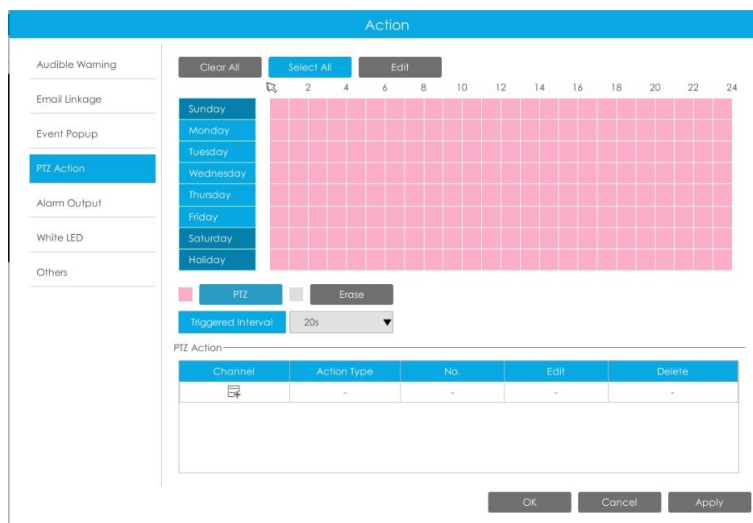 Action
Audible Warning
Email Linkage
Event Popup
PTZ Action
Alarm Output
White LED
Others
Clear All Select All Edit
2 4 6 8 10 12 14 16 18 20 22 24
Sunday
Monday
Tuesday
Wednesday
Thursday
Friday
Saturday
Holiday
PTZ Erase
Triggered Interval 20s
PTZ Action
Channel Action Type No. Edit Delete
- - - -
OK Cancel Apply